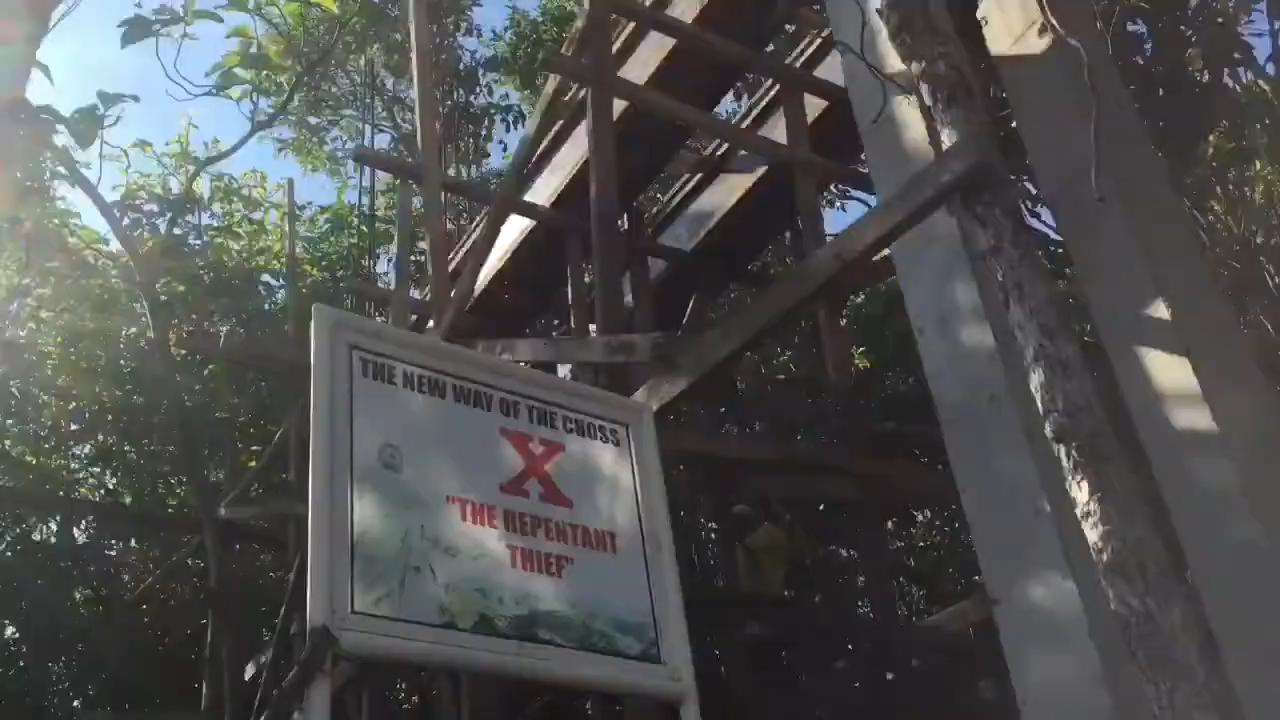 THE NEW WAY OF THE CROSS
X
"THE REPENTANT
THIEF"